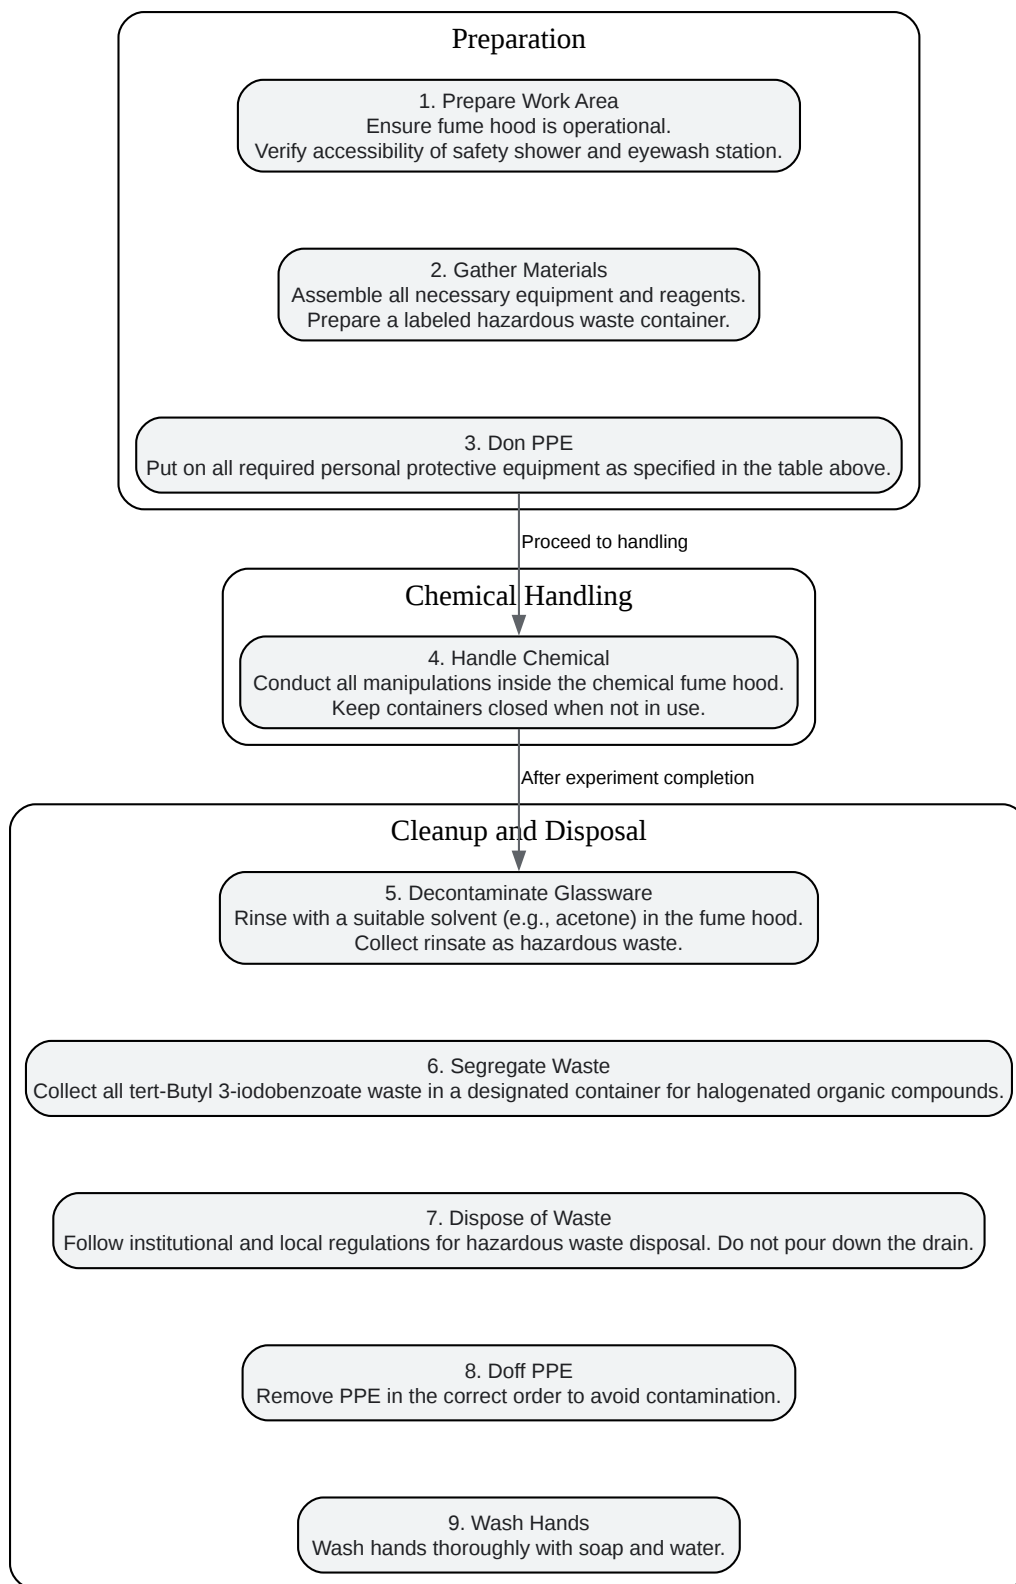 Preparation
1. Prepare Work Area
Ensure fume hood is operational.
Verify accessibility of safety shower and eyewash station.
2. Gather Materials
Assemble all necessary equipment and reagents.
Prepare a labeled hazardous waste container.
3. Don PPE
Put on all required personal protective equipment as specified in the table above.
Proceed to handling
Chemical Handling
4. Handle Chemical
Conduct all manipulations inside the chemical fume hood.
Keep containers closed when not in use.
After experiment completion
Cleanup and Disposal
5. Decontaminate Glassware
Rinse with a suitable solvent (e.g., acetone) in the fume hood.
Collect rinsate as hazardous waste.
6. Segregate Waste
Collect all tert-Butyl 3-iodobenzoate waste in a designated container for halogenated organic compounds.
7. Dispose of Waste
Follow institutional and local regulations for hazardous waste disposal. Do not pour down the drain.
8. Doff PPE
Remove PPE in the correct order to avoid contamination.
9. Wash Hands
Wash hands thoroughly with soap and water.